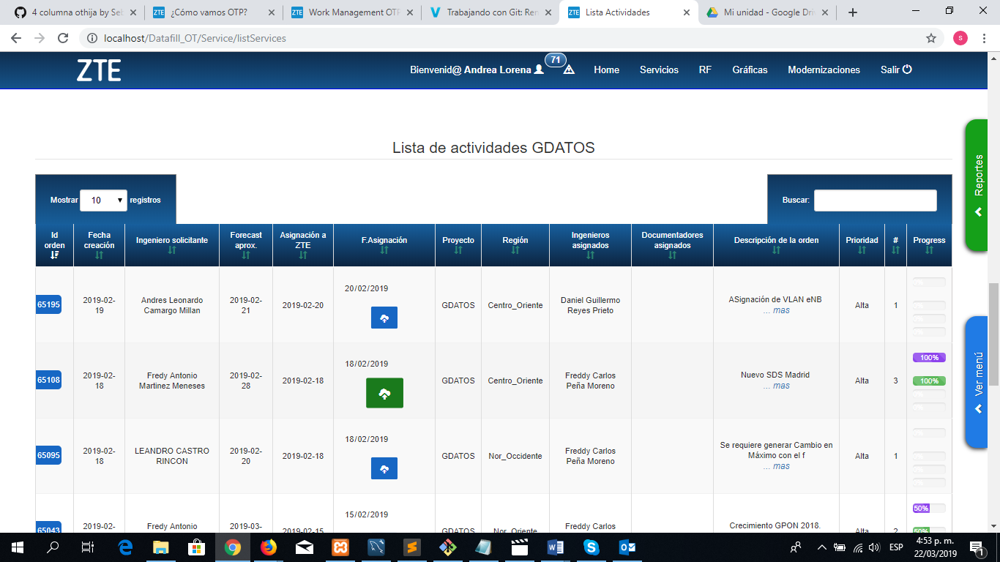 4 columna othija by Se
¿Cómo vamos OTP?
Work Management OTP
Trabajando con Git: Ren
Lista Actividades
Mi unidad - Google Dri
localhost/Datafill_OT/Service/listServices
s
ZTE
Bienvenid@ Andrea Lorena
71
Home
Servicios
RF
Gráficas
Modernizaciones
Salir
Lista de actividades GDATOS
Mostrar 10 registros
Buscar:
Id orden
Fecha creación
Ingeniero solicitante
Forecast aprox.
Asignación a ZTE
F.Asignación
Proyecto
Región
Ingenieros asignados
Documentadores asignados
Descripción de la orden
Prioridad
#
Progress
65195
2019-02-19
Andres Leonardo Camargo Millan
2019-02-21
2019-02-20
20/02/2019
GDATOS
Centro_Oriente
Daniel Guillermo Reyes Prieto
ASignación de VLAN eNB
... mas
Alta
1
0%
0%
0%
0%
65108
2019-02-18
Fredy Antonio Martinez Meneses
2019-02-28
2019-02-18
18/02/2019
GDATOS
Centro_Oriente
Freddy Carlos Peña Moreno
Nuevo SDS Madrid
... mas
Alta
3
100%
100%
0%
0%
65095
2019-02-18
LEANDRO CASTRO RINCON
2019-02-20
2019-02-18
18/02/2019
GDATOS
Nor_Occidente
Freddy Carlos Peña Moreno
Se requiere generar Cambio en Máximo con el f
... mas
Alta
1
0%
0%
0%
0%
65043
2019-02-
Fredy Antonio
2019-03-
2019-02-15
15/02/2019
GDATOS
Nor_Oriente
Freddy Carlos
Crecimiento GPON 2018.
Alta
2
50%
50%
Reportes
Ver menú
ESP
4:53 p. m.
22/03/2019
1